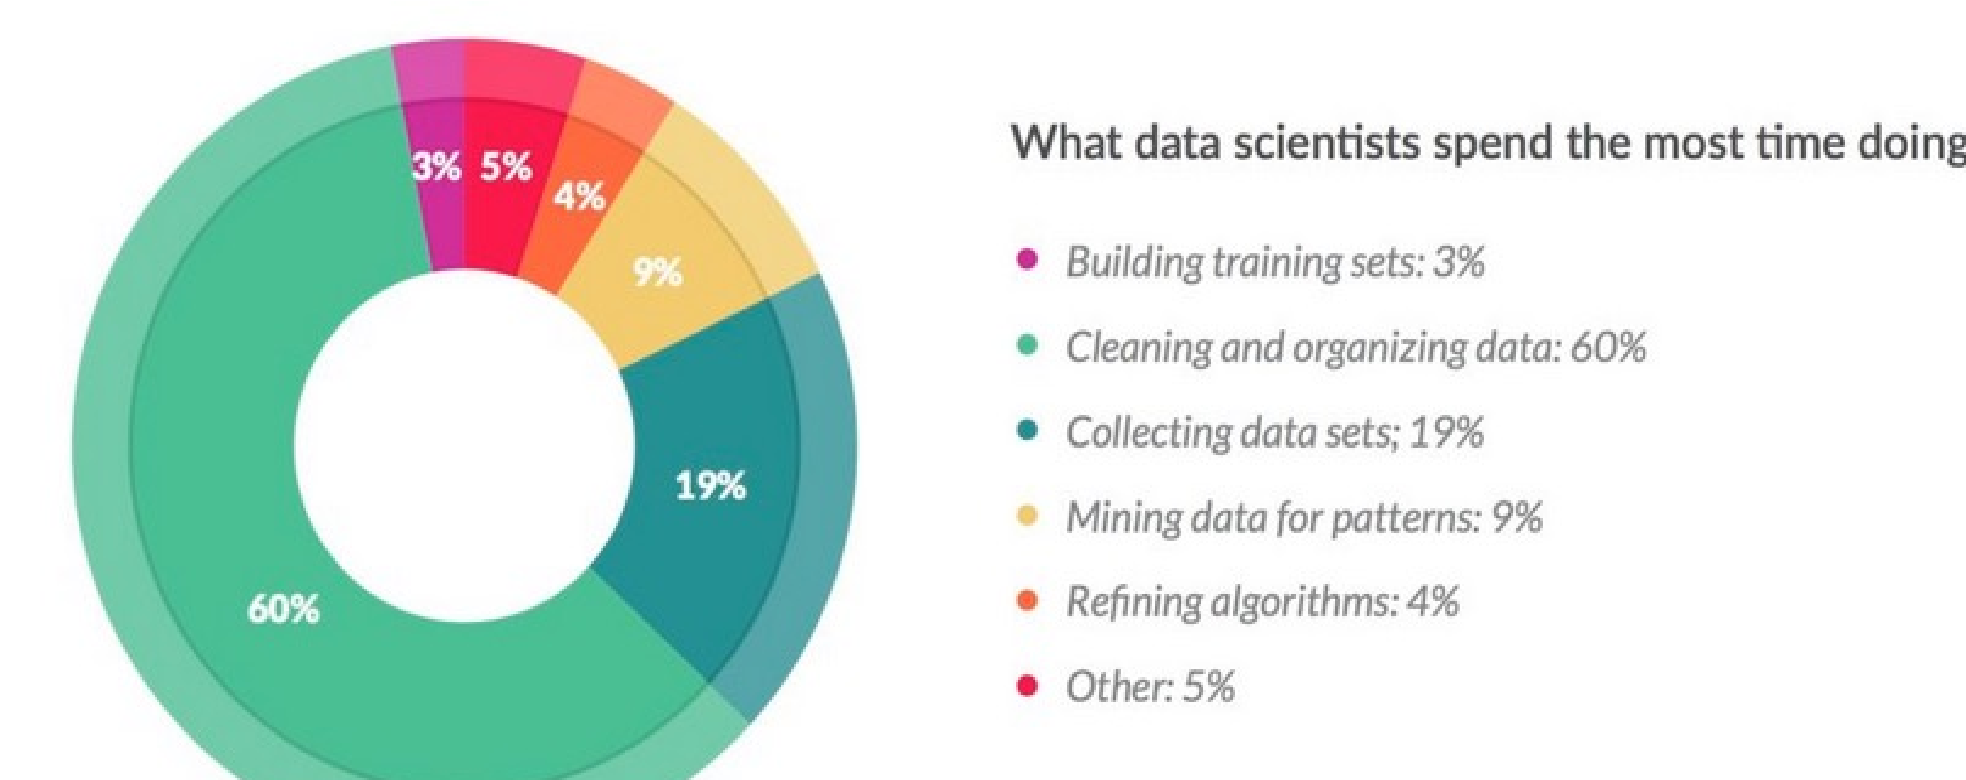 3% 5%
4%
9%
19%
60%
What data scientists spend the most time doing
Building training sets: 3%
Cleaning and organizing data: 60%
Collecting data sets; 19%
Mining data for patterns: 9%
Refining algorithms: 4%
Other: 5%